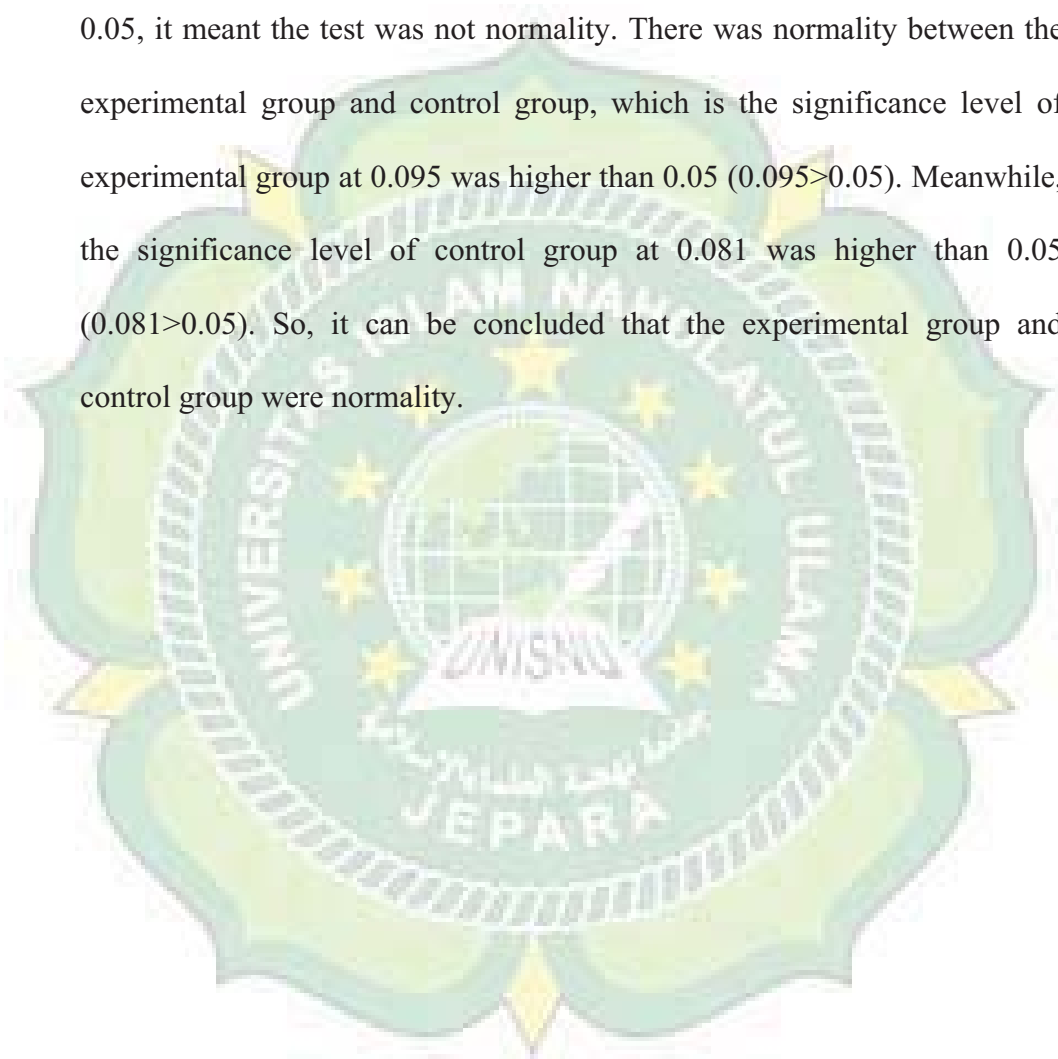 0.05, it meant the test was not normality. There was normality between the
experimental group and control group, which is the significance level of
experimental group at 0.095 was higher than 0.05 (0.095>0.05). Meanwhile,
the significance level of control group at 0.081 was higher than 0.05
(0.081>0.05). So, it can be concluded that the experimental group and
control group were normality.
UNIVERSITAS ISLAM NAHDLATUL ULAMA
UNISNU
JEPARA